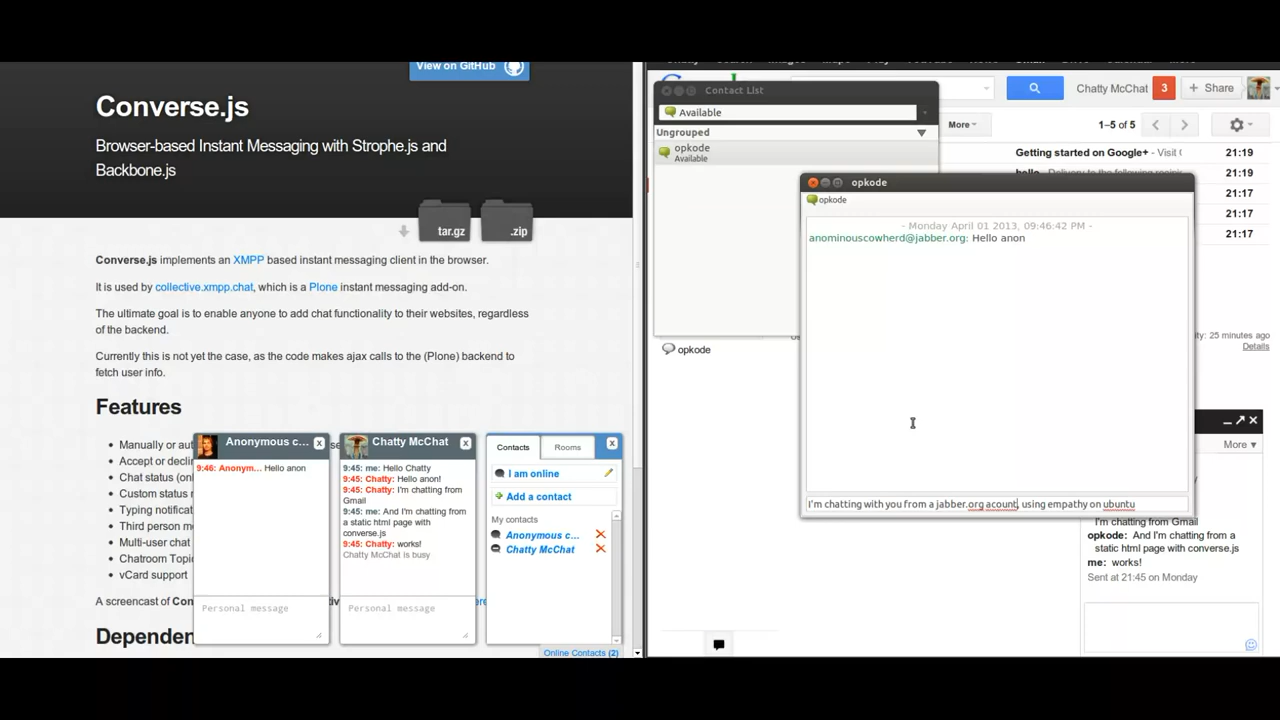 View on GitHub
Converse.js
Browser-based Instant Messaging with Strophe.js and
Backbone.js
tar.gz
.zip
Converse.js implements an XMPP based instant messaging client in the browser.
It is used by collective.xmpp.chat, which is a Plone instant messaging add-on.
The ultimate goal is to enable anyone to add chat functionality to their websites, regardless
of the backend.
Currently this is not yet the case, as the code makes ajax calls to the (Plone) backend to
fetch user info.
Features
Manually or au
Accept or declin
Chat status (onl
Custom status r
Typing notificat
Third person m
Multi-user chat
Chatroom Topic
vCard support
A screencast of Con
ere
Dependen
Anonymous c...
x
9:46: Anonym... Hello anon
Personal message
Chatty McChat
x
9:45: me: Hello Chatty
9:45: Chatty: Hello anon!
9:45: Chatty: I'm chatting from
Gmail
9:45: me: And I'm chatting from
a static html page with
converse.js
9:45: Chatty: works!
Chatty McChat is busy
Personal message
Contacts
Rooms
x
I am online
Add a contact
My contacts
Anonymous c...
Chatty McChat
Online Contacts (2)
Chatty McChat
3
Share
More
1–5 of 5
Contact List
Available
Ungrouped
opkode
Available
Getting started on Google+ - Visit
21:19
21:19
21:17
21:17
21:17
opkode
opkode
- Monday April 01 2013, 09:46:42 PM -
anominouscowherd@jabber.org: Hello anon
I'm chatting with you from a jabber.org acount, using empathy on ubuntu
opkode
ty: 25 minutes ago
Details
More
I'm chatting from Gmail
opkode: And I'm chatting from a
static html page with converse.js
me: works!
Sent at 21:45 on Monday